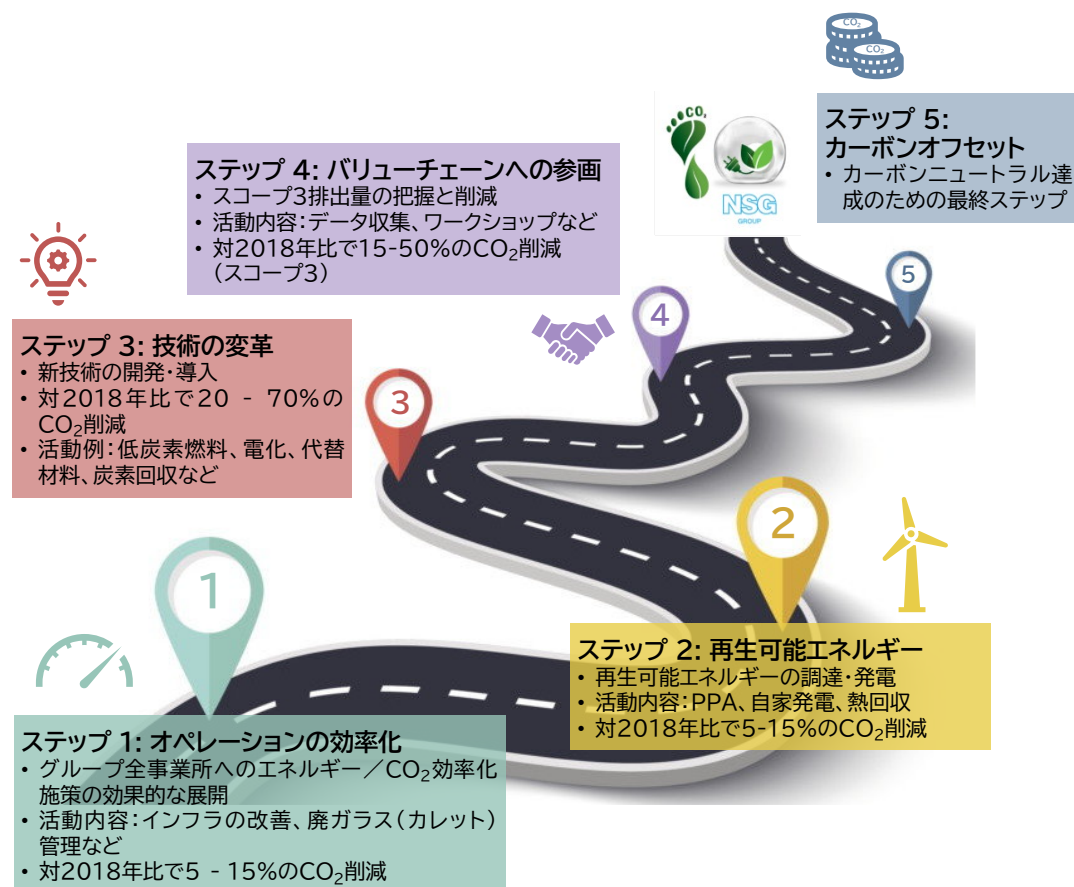 CO₂
CO₂
CO₂
NSG
GROUP
ステップ 5:
カーボンオフセット
• カーボンニュートラル達
成のための最終ステップ
ステップ 4: バリューチェーンへの参画
• スコープ3排出量の把握と削減
• 活動内容：データ収集、ワークショップなど
• 対2018年比で15-50%のCO₂削減
（スコープ3）
5
4
ステップ 3: 技術の変革
• 新技術の開発・導入
• 対2018年比で20 - 70%の
CO₂削減
• 活動例：低炭素燃料、電化、代替
材料、炭素回収など
3
2
1
ステップ 2: 再生可能エネルギー
• 再生可能エネルギーの調達・発電
• 活動内容：PPA、自家発電、熱回収
• 対2018年比で5-15%のCO₂削減
ステップ 1: オペレーションの効率化
• グループ全事業所へのエネルギー／CO₂効率化
施策の効果的な展開
• 活動内容：インフラの改善、廃ガラス（カレット）
管理など
• 対2018年比で5 - 15%のCO₂削減